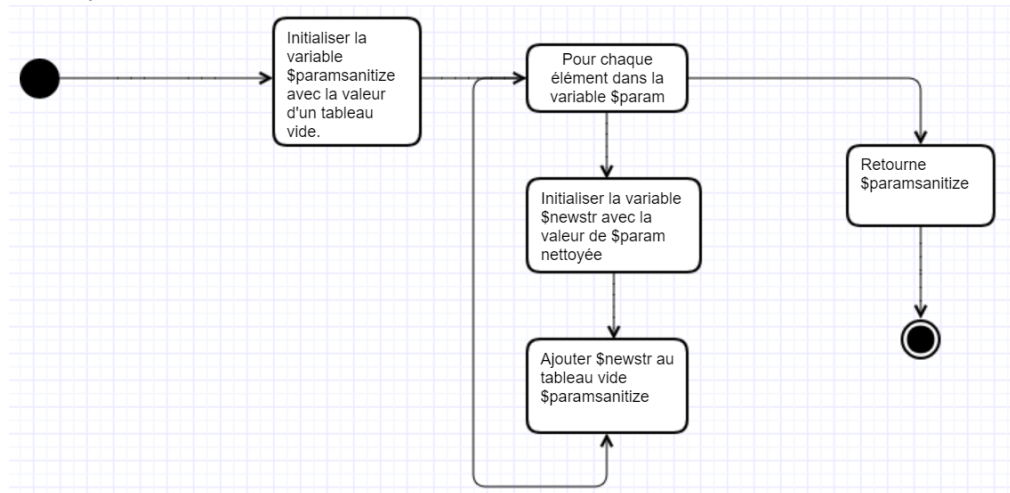 Initialiser la
variable
$paramsanitize
avec la valeur
d'un tableau
vide.
Pour chaque
élément dans la
variable $param
Initialiser la variable
$newstr avec la
valeur de $param
nettoyée
Ajouter $newstr au
tableau vide
$paramsanitize
Retourne
$paramsanitize